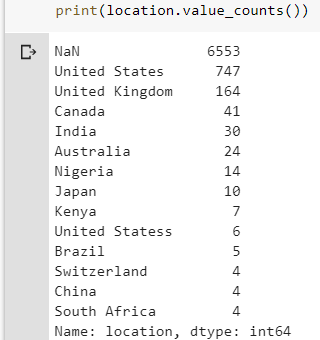 print(location.value_counts())
NaN 6553
United States 747
United Kingdom 164
Canada 41
India 30
Australia 24
Nigeria 14
Japan 10
Kenya 7
United Statess 6
Brazil 5
Switzerland 4
China 4
South Africa 4
Name: location, dtype: int64